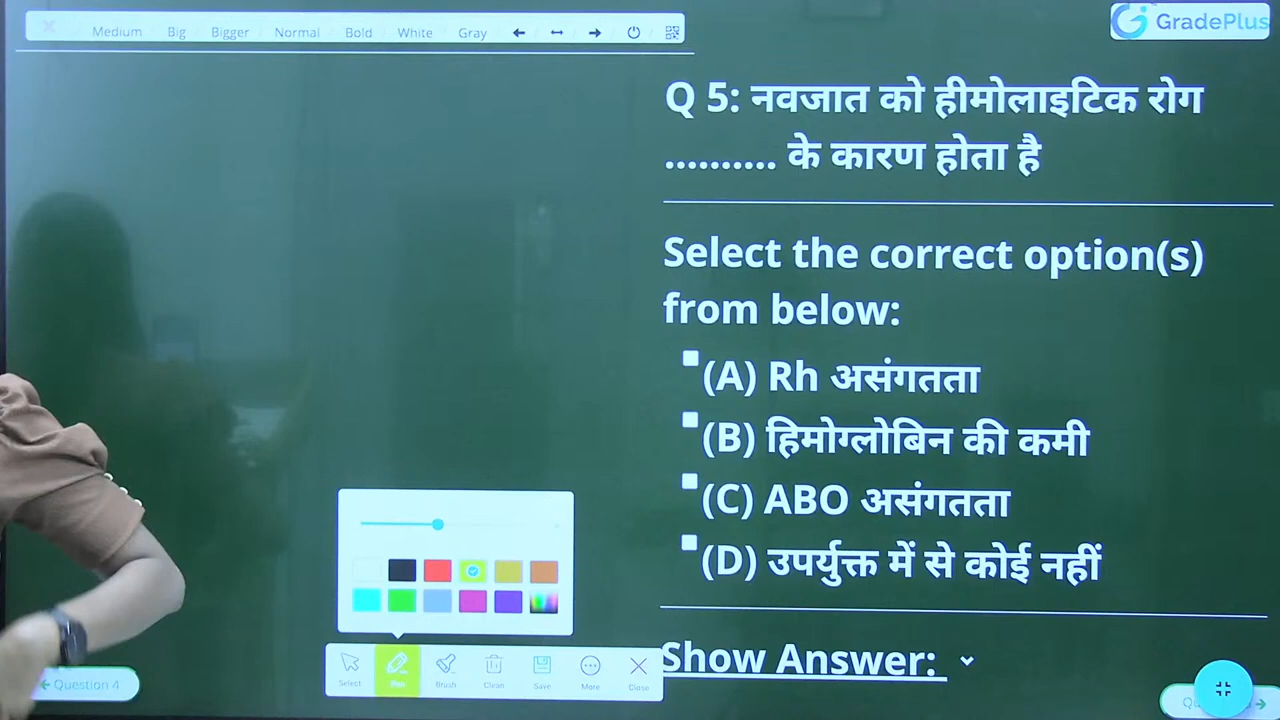 Medium Big Bigger Normal Bold White Gray
GradePlus
Q 5: नवजात को हीमोलाइटिक रोग
.......... के कारण होता है
Select the correct option(s)
from below:
(A) Rh असंगतता
(B) हिमोग्लोबिन की कमी
(C) ABO असंगतता
(D) उपर्युक्त में से कोई नहीं
Show Answer:
Select Pen Brush Clean Save More Close
Question 4